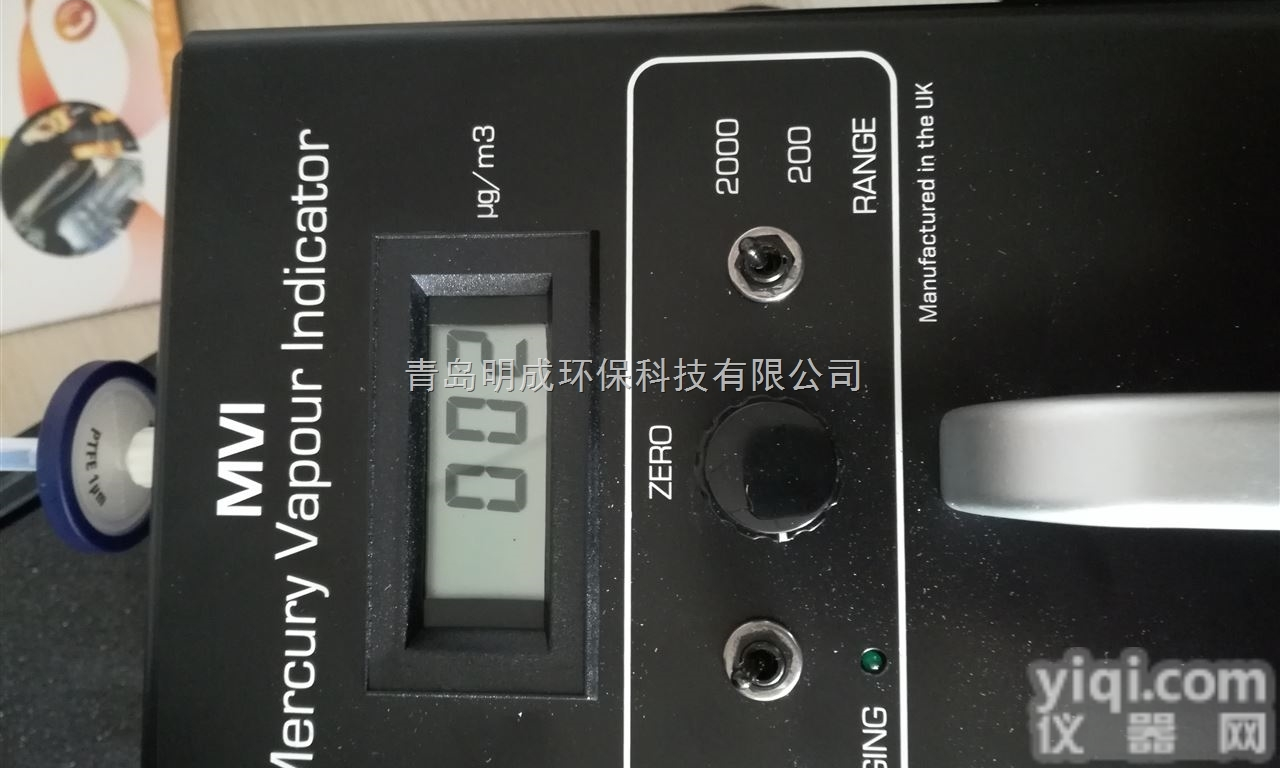 MVI
Mercury Vapour Indicator
µg/m3
002
ZERO
2000
200
RANGE
Manufactured in the UK
PTFE
青岛明成环保科技有限公司
yiqi.com
仪器网